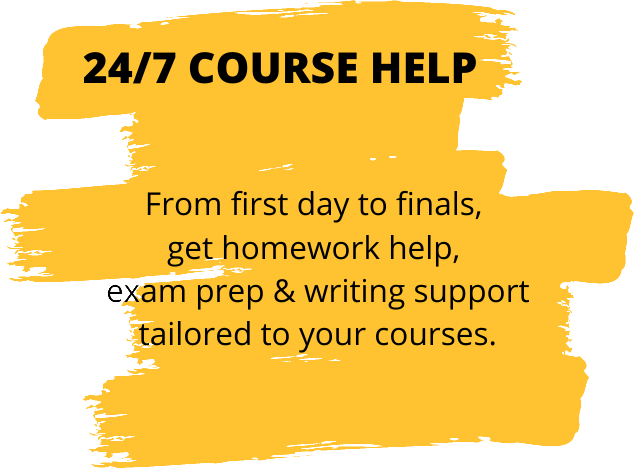 24/7 COURSE HELP
From first day to finals,
get homework help,
exam prep & writing support
tailored to your courses.